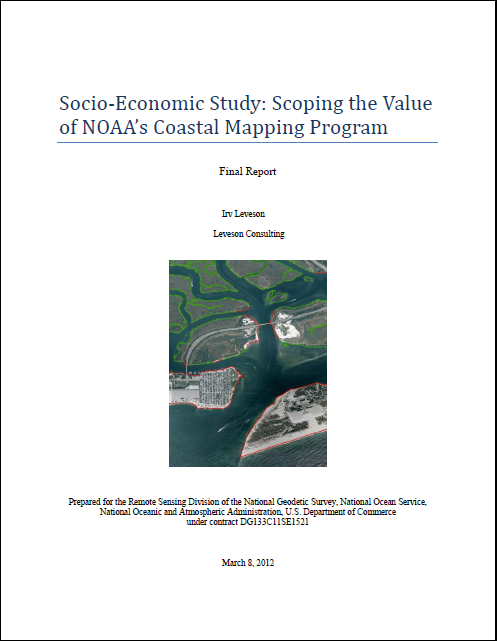 Socio-Economic Study: Scoping the Value
of NOAA's Coastal Mapping Program
Final Report
Irv Leveson
Leveson Consulting
Prepared for the Remote Sensing Division of the National Geodetic Survey, National Ocean Service,
National Oceanic and Atmospheric Administration, U.S. Department of Commerce
under contract DG133C11SE1521
March 8, 2012